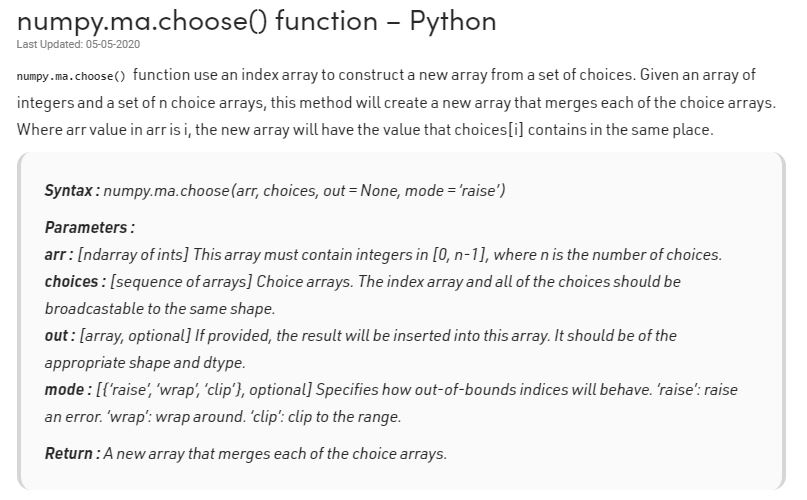 numpy.ma.choose() function – Python
Last Updated: 05-05-2020
numpy.ma.choose() function use an index array to construct a new array from a set of choices. Given an array of
integers and a set of n choice arrays, this method will create a new array that merges each of the choice arrays.
Where arr value in arr is i, the new array will have the value that choices[i] contains in the same place.
Syntax : numpy.ma.choose(arr, choices, out = None, mode = ’raise’)
Parameters :
arr : [ndarray of ints] This array must contain integers in [0, n-1], where n is the number of choices.
choices : [sequence of arrays] Choice arrays. The index array and all of the choices should be
broadcastable to the same shape.
out : [array, optional] If provided, the result will be inserted into this array. It should be of the
appropriate shape and dtype.
mode : [{‘raise’, ‘wrap’, ‘clip’}, optional] Specifies how out-of-bounds indices will behave. ‘raise’: raise
an error. ‘wrap’: wrap around. ‘clip’: clip to the range.
Return : A new array that merges each of the choice arrays.